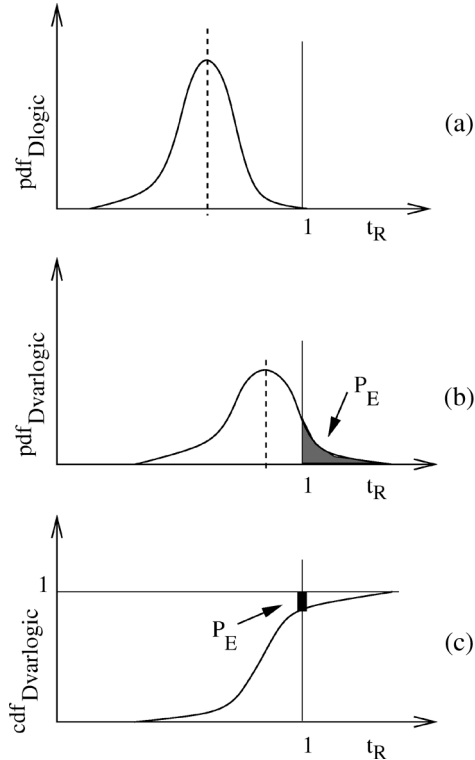 pdf_Dlogic
(a)
1 t_R
pdf_Dvarlogic
P_E
(b)
1 t_R
1
cdf_Dvarlogic
P_E
(c)
1 t_R